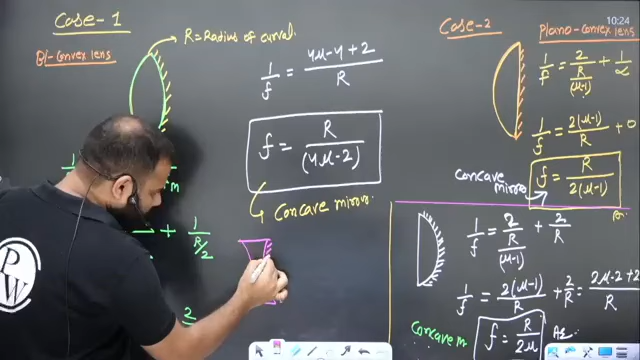 Case-1
Bi-convex lens
R = Radius of curvat.
1/f = (4μ-4+2)/R
f = R/(4μ-2)
Concave mirror.
+ 1/(R/2)
2
PW
Case-2
10:24
Plano-Convex lens
1/f = 2/(R/(μ-1)) + 1/∞
1/f = 2(μ-1)/R + 0
Concave mirror
f = R/2(μ-1)
1/f = 2/(R/(μ-1)) + 2/R
1/f = 2(μ-1)/R + 2/R = (2μ-2+2)/R
Concave m
f = R/2μ